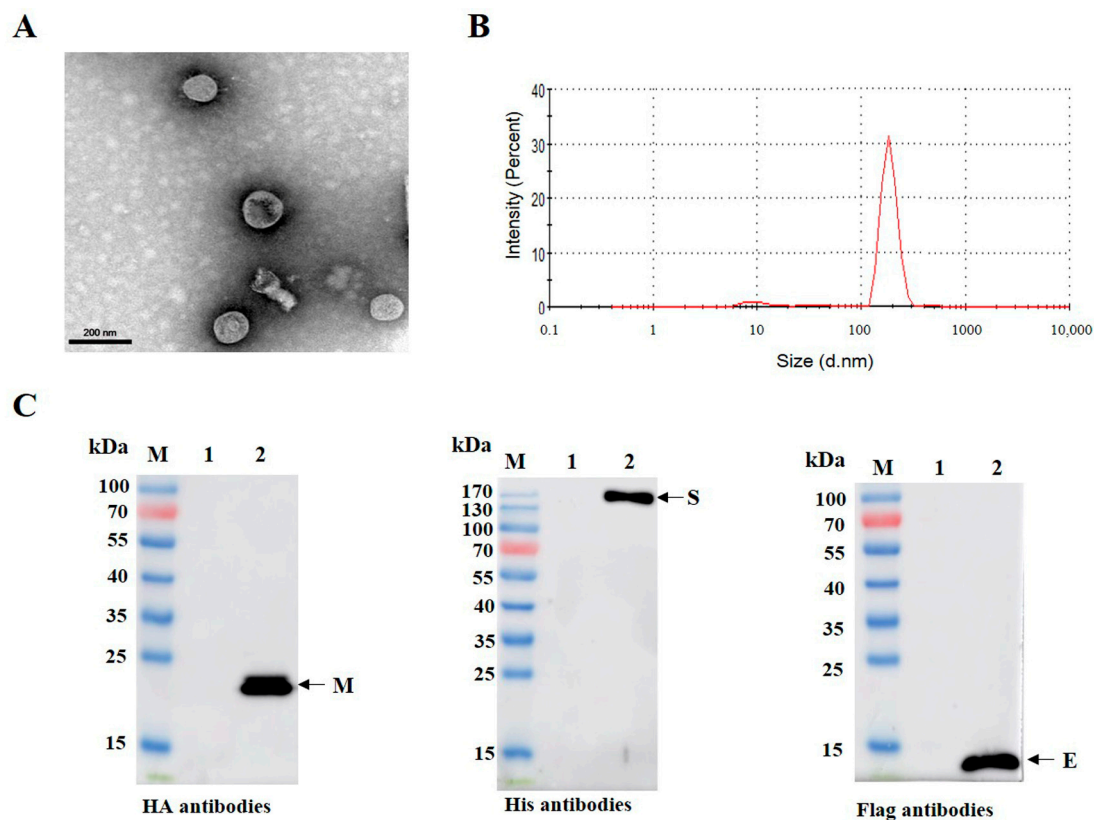 A
B
200 nm
Intensity (Percent)
40
30
20
10
0
0.1 1 10 100 1000 10,000
Size (d.nm)
C
kDa
M 1 2
100
70
55
40
35
25
15
M
HA antibodies
kDa
M 1 2
170
130
100
70
55
40
35
25
15
S
His antibodies
kDa
M 1 2
100
70
55
40
35
25
15
E
Flag antibodies